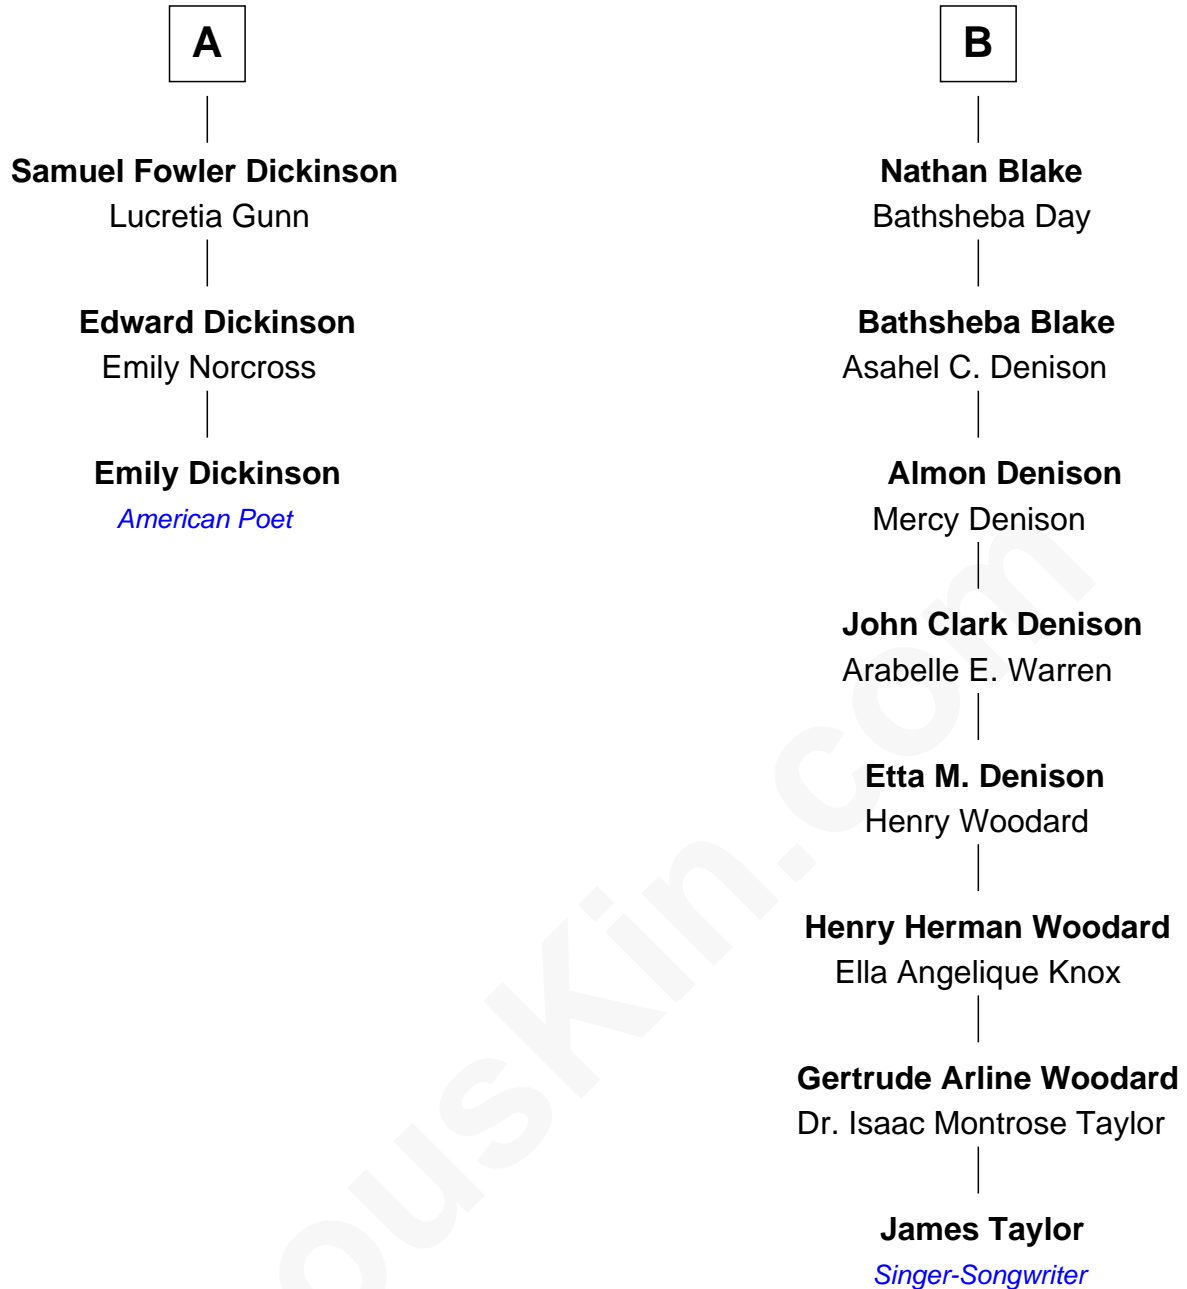 A
Samuel Fowler Dickinson
Lucretia Gunn
Edward Dickinson
Emily Norcross
Emily Dickinson
American Poet
B
Nathan Blake
Bathsheba Day
Bathsheba Blake
Asahel C. Denison
Almon Denison
Mercy Denison
John Clark Denison
Arabelle E. Warren
Etta M. Denison
Henry Woodard
Henry Herman Woodard
Ella Angelique Knox
Gertrude Arline Woodard
Dr. Isaac Montrose Taylor
James Taylor
Singer-Songwriter
ousKin.com